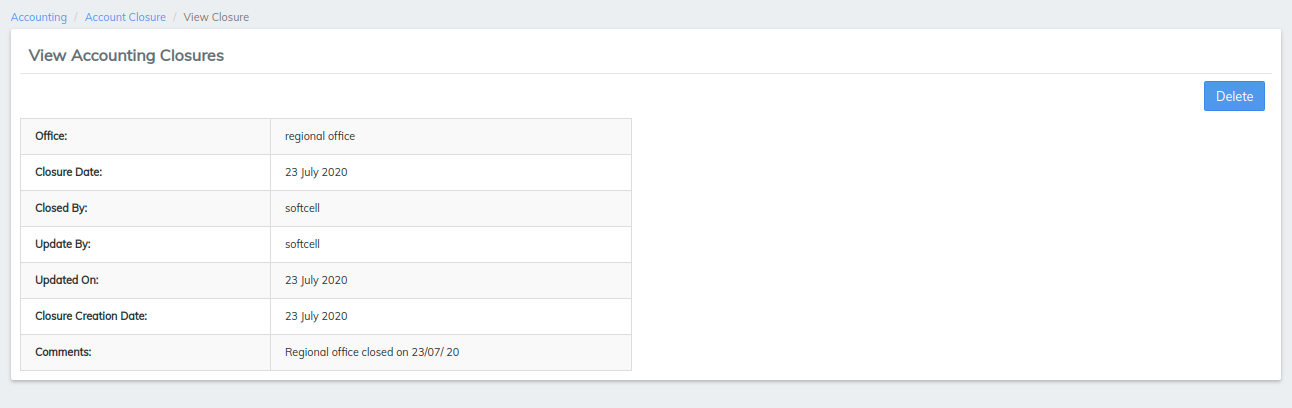 Accounting / Account Closure / View Closure
View Accounting Closures
Delete
Office: regional office
Closure Date: 23 July 2020
Closed By: softcell
Update By: softcell
Updated On: 23 July 2020
Closure Creation Date: 23 July 2020
Comments: Regional office closed on 23/07/ 20